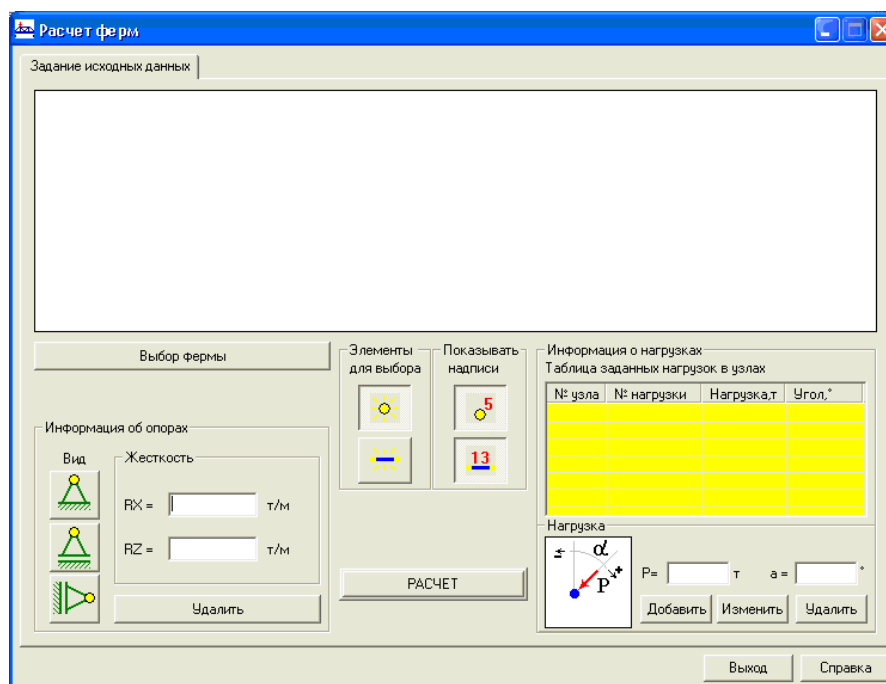 Расчет ферм
Задание исходных данных
Выбор фермы
Элементы
для выбора
Показывать
надписи
5
13
Информация о нагрузках
Таблица заданных нагрузок в узлах
№ узла № нагрузки Нагрузка,т Угол,°
Информация об опорах
Вид
Жесткость
RX = т/м
RZ = т/м
Удалить
РАСЧЕТ
Нагрузка
± α
P +
P= т a = °
Добавить Изменить Удалить
Выход Справка